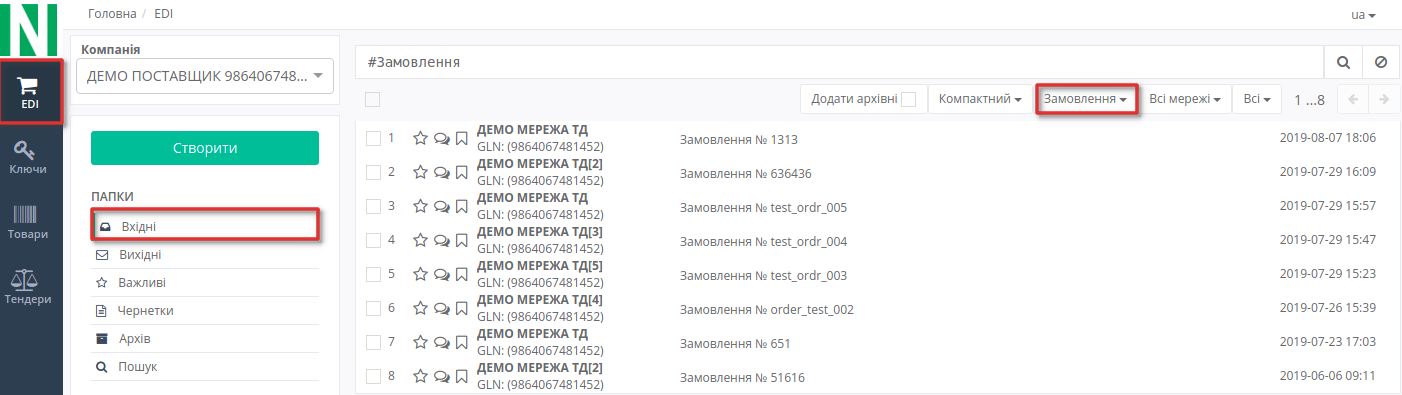 Головна / EDI
ua
EDI
Ключи
Товари
Тендери
Компанія
ДЕМО ПОСТАВЩИК 986406748...
Створити
ПАПКИ
Вхідні
Вихідні
Важливі
Чернетки
Архів
Пошук
#Замовлення
Додати архівні Компактний Замовлення Всі мережі Всі 1 ...8
1 ДЕМО МЕРЕЖА ТД
GLN: (9864067481452) Замовлення № 1313 2019-08-07 18:06
2 ДЕМО МЕРЕЖА ТД[2]
GLN: (9864067481452) Замовлення № 636436 2019-07-29 16:09
3 ДЕМО МЕРЕЖА ТД
GLN: (9864067481452) Замовлення № test_ordr_005 2019-07-29 15:57
4 ДЕМО МЕРЕЖА ТД[3]
GLN: (9864067481452) Замовлення № test_ordr_004 2019-07-29 15:47
5 ДЕМО МЕРЕЖА ТД[5]
GLN: (9864067481452) Замовлення № test_ordr_003 2019-07-29 15:23
6 ДЕМО МЕРЕЖА ТД[4]
GLN: (9864067481452) Замовлення № order_test_002 2019-07-26 15:39
7 ДЕМО МЕРЕЖА ТД
GLN: (9864067481452) Замовлення № 651 2019-07-23 17:03
8 ДЕМО МЕРЕЖА ТД[2]
GLN: (9864067481452) Замовлення № 51616 2019-06-06 09:11